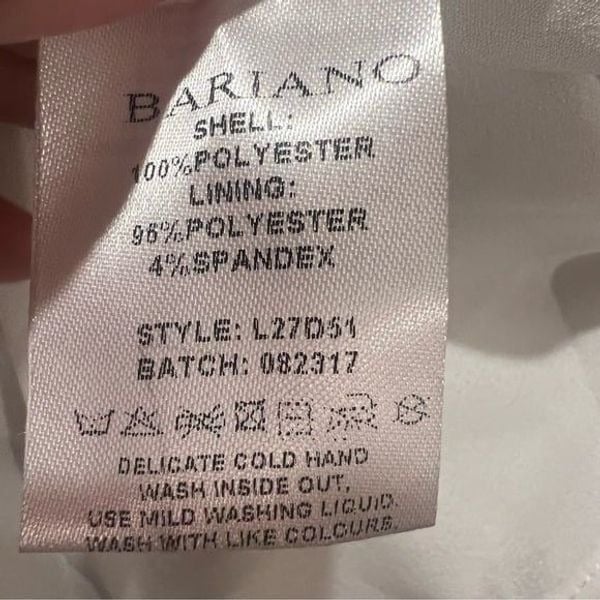 BARIANO
SHELL:
100%POLYESTER
LINING:
96%POLYESTER
4%SPANDEX
STYLE: L27D51
BATCH: 082317
DELICATE COLD HAND
WASH INSIDE OUT,
USE MILD WASHING LIQUID.
WASH WITH LIKE COLOURS.